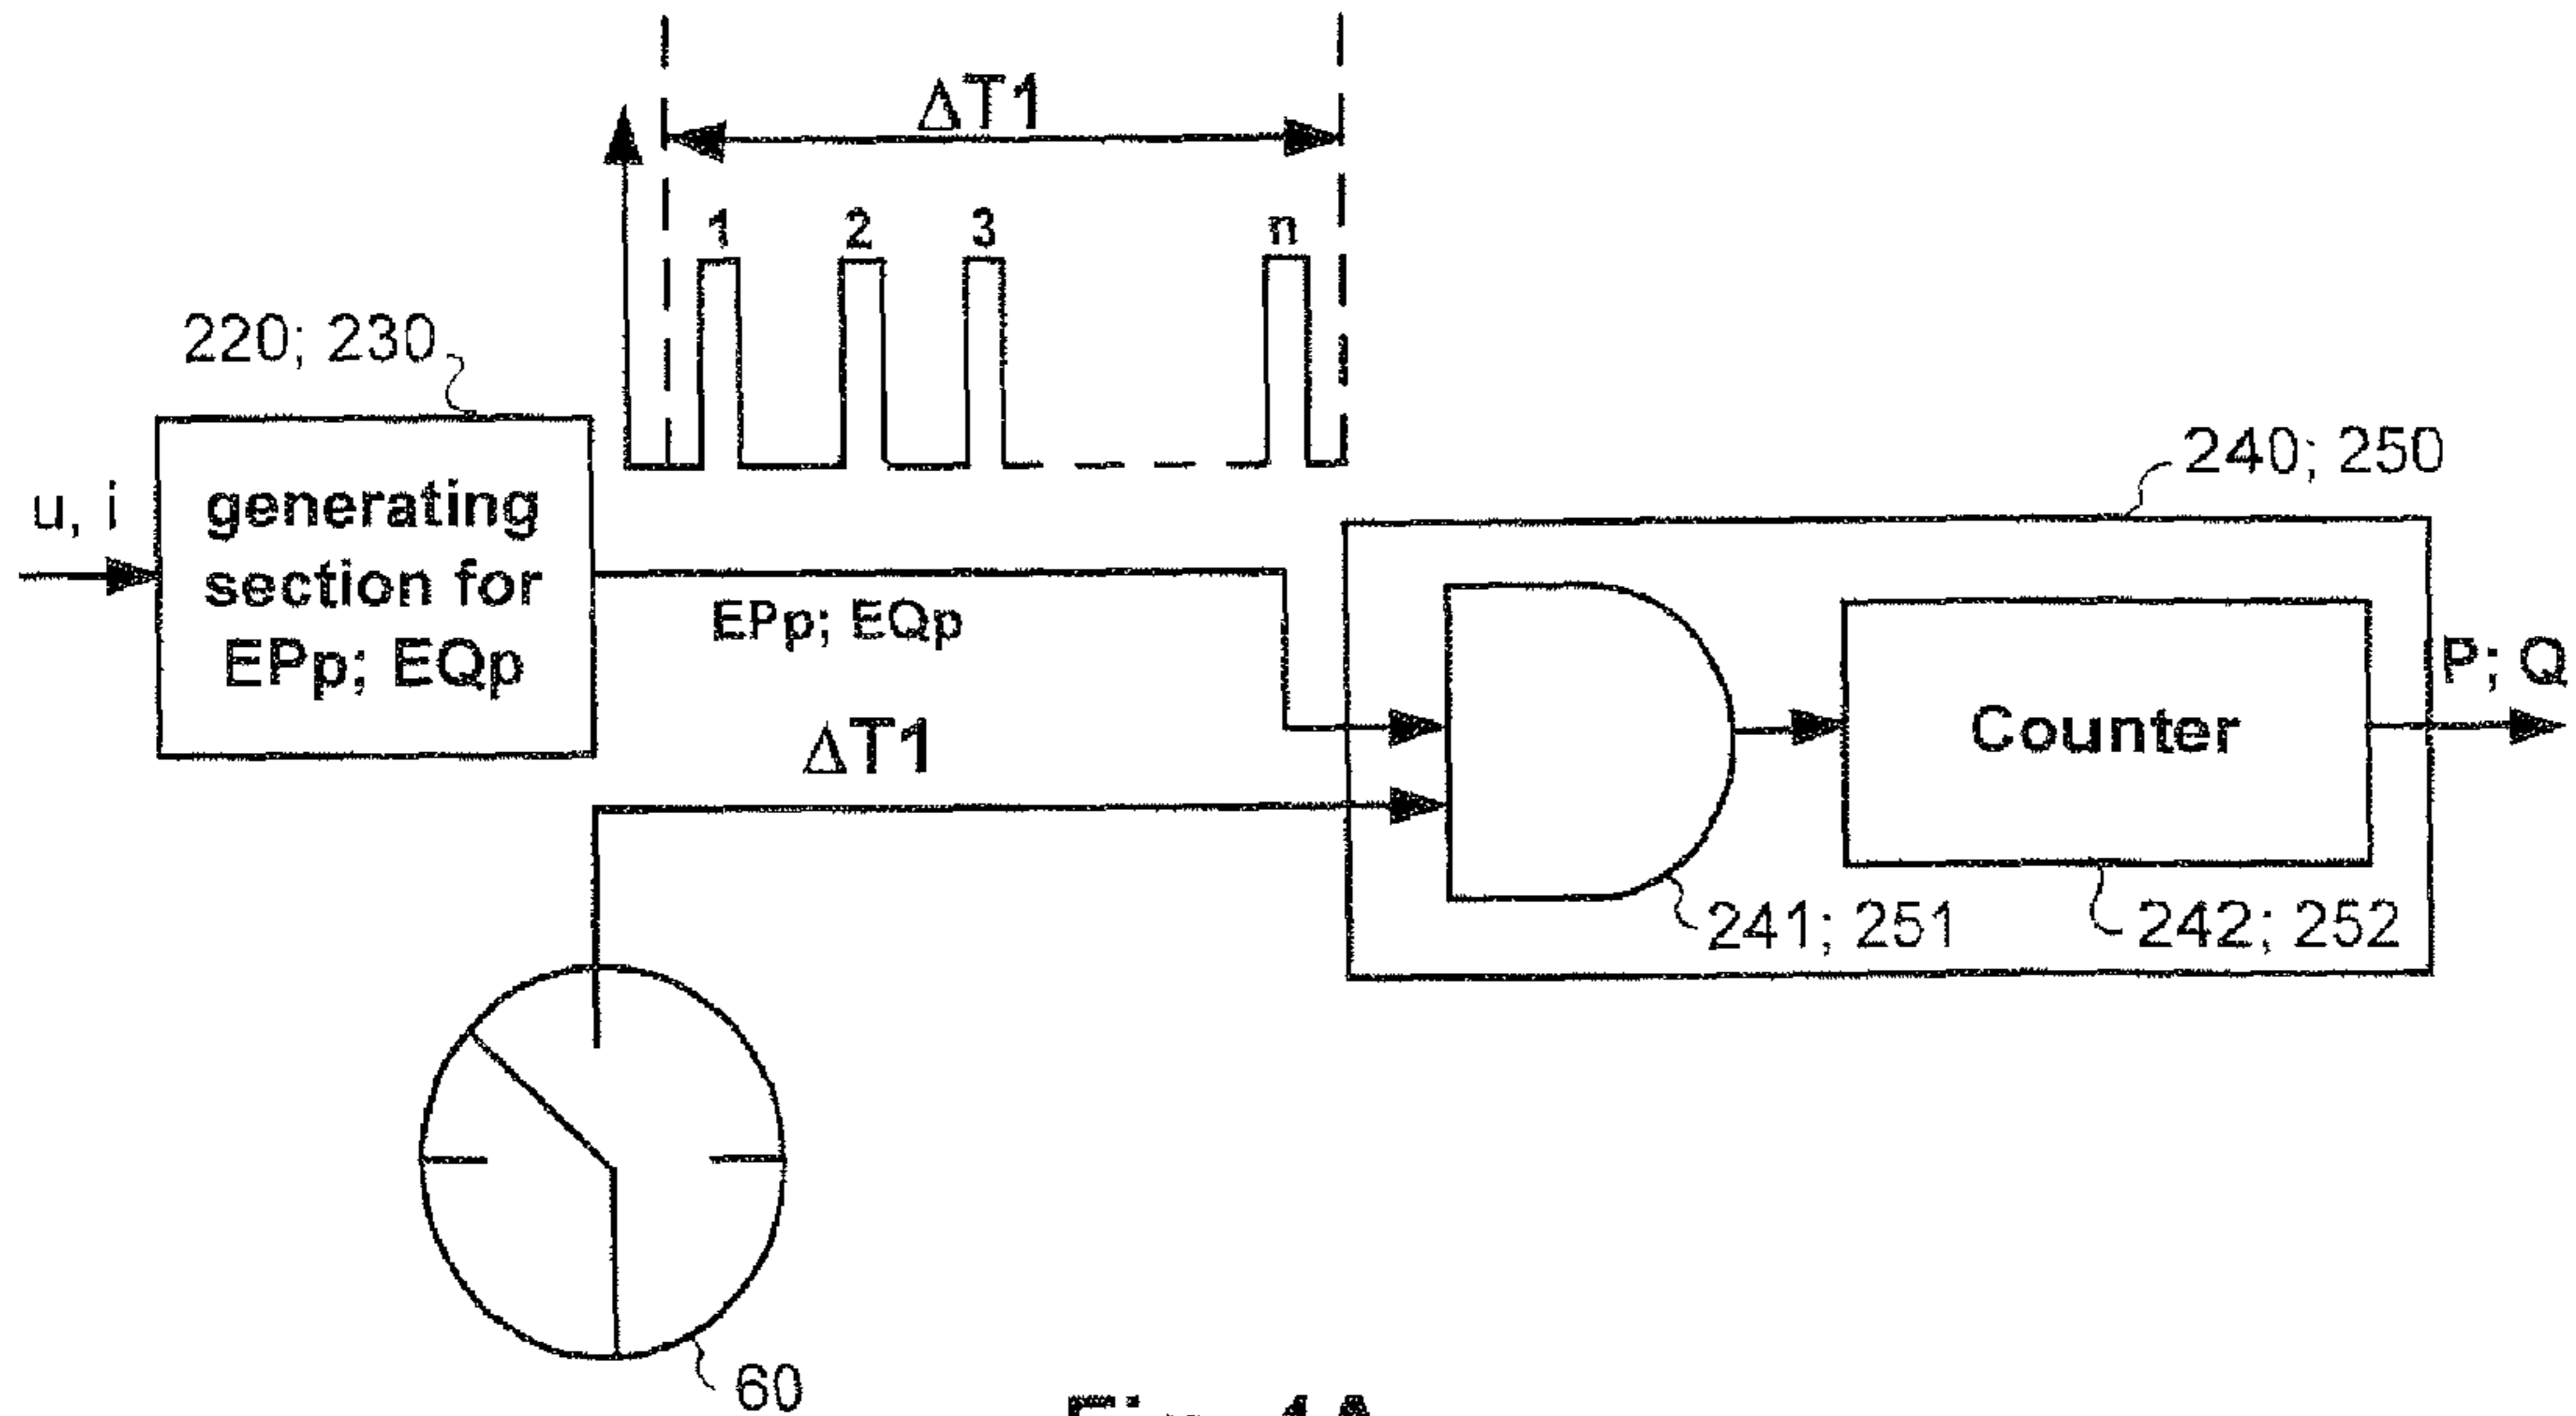 ΔT1
1 2 3 n
220; 230
u, i
generating
section for
EPp; EQp
240; 250
EPp; EQp
ΔT1
Counter
P; Q
241; 251
242; 252
60